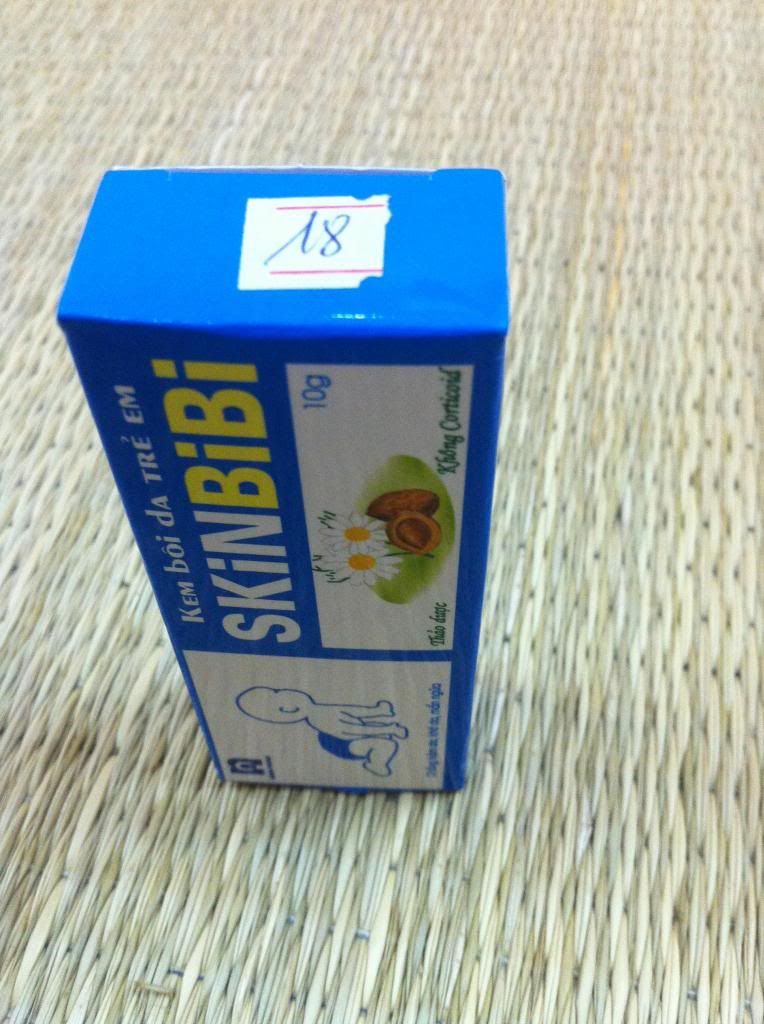 18
Kem bôi da TRẺ EM
SKiNBiBi
10g
Không Corticoid
Thảo dược